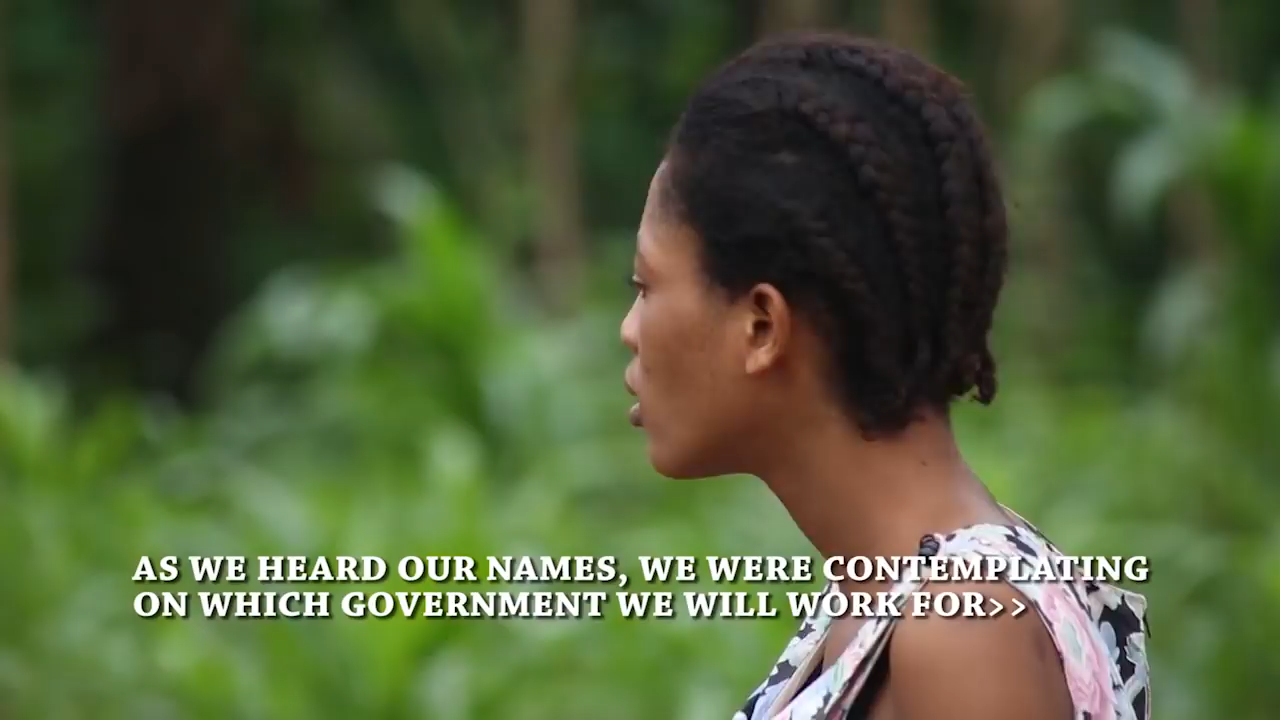 AS WE HEARD OUR NAMES, WE WERE CONTEMPLATING
ON WHICH GOVERNMENT WE WILL WORK FOR>>